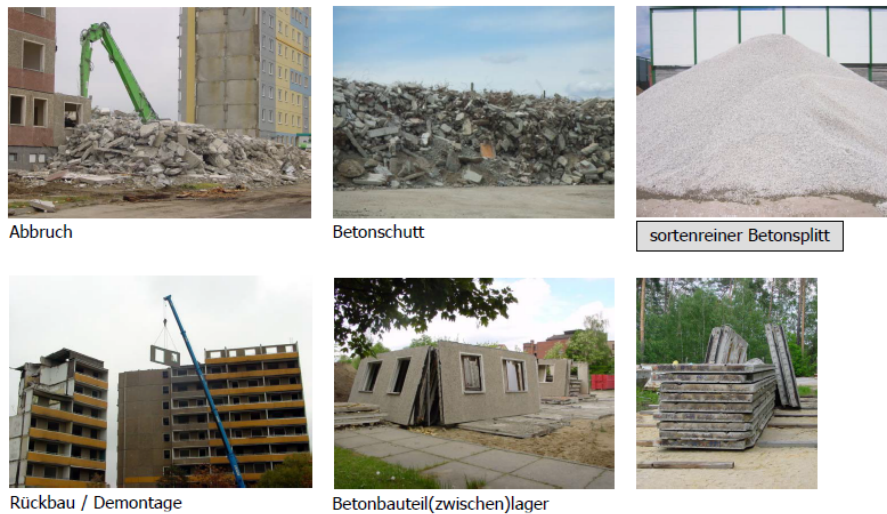 Abbruch
Betonschutt
sortenreiner Betonsplitt
Rückbau / Demontage
Betonbauteil(zwischen)lager